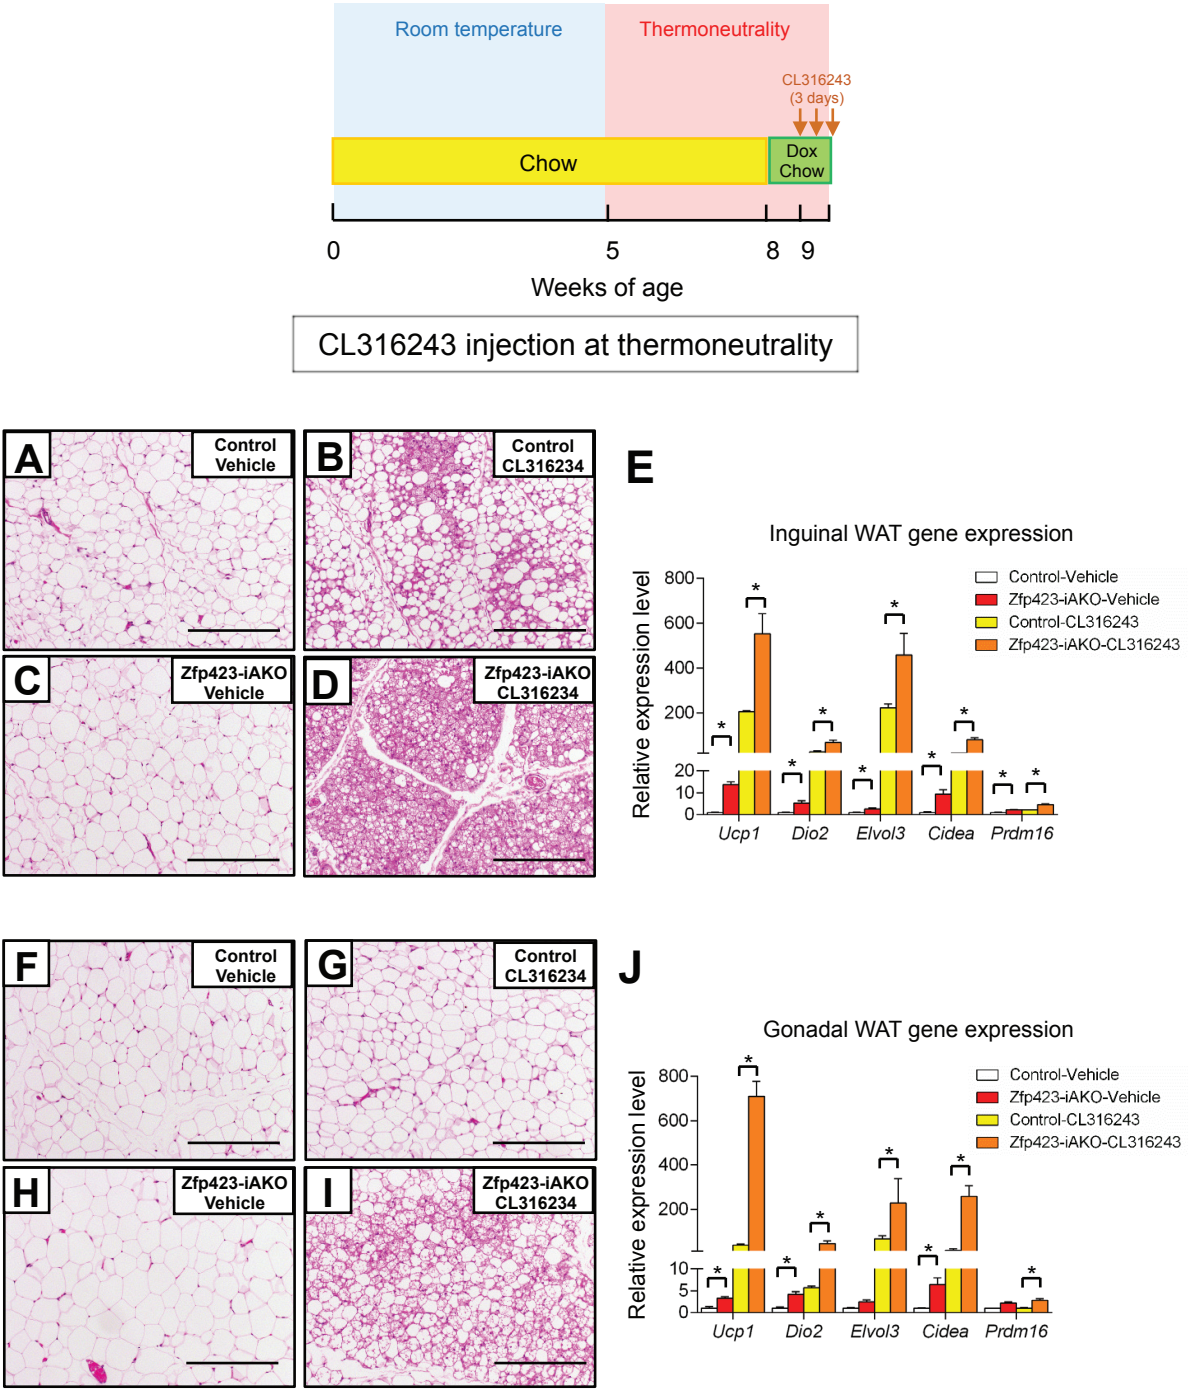 Room temperature
Thermoneutrality
CL316243
(3 days)
Chow
Dox
Chow
0
5
8
9
Weeks of age
CL316243 injection at thermoneutrality
A
Control
Vehicle
B
Control
CL316234
C
Zfp423-iAKO
Vehicle
D
Zfp423-iAKO
CL316234
E
Inguinal WAT gene expression
Relative expression level
800
600
400
200
20
10
0
Control-Vehicle
Zfp423-iAKO-Vehicle
Control-CL316243
Zfp423-iAKO-CL316243
* * * * * * * * * *
Ucp1 Dio2 Elvol3 Cidea Prdm16
F
Control
Vehicle
G
Control
CL316234
H
Zfp423-iAKO
Vehicle
I
Zfp423-iAKO
CL316234
J
Gonadal WAT gene expression
Relative expression level
800
600
400
200
10
5
0
Control-Vehicle
Zfp423-iAKO-Vehicle
Control-CL316243
Zfp423-iAKO-CL316243
* * * * * * * *
Ucp1 Dio2 Elvol3 Cidea Prdm16